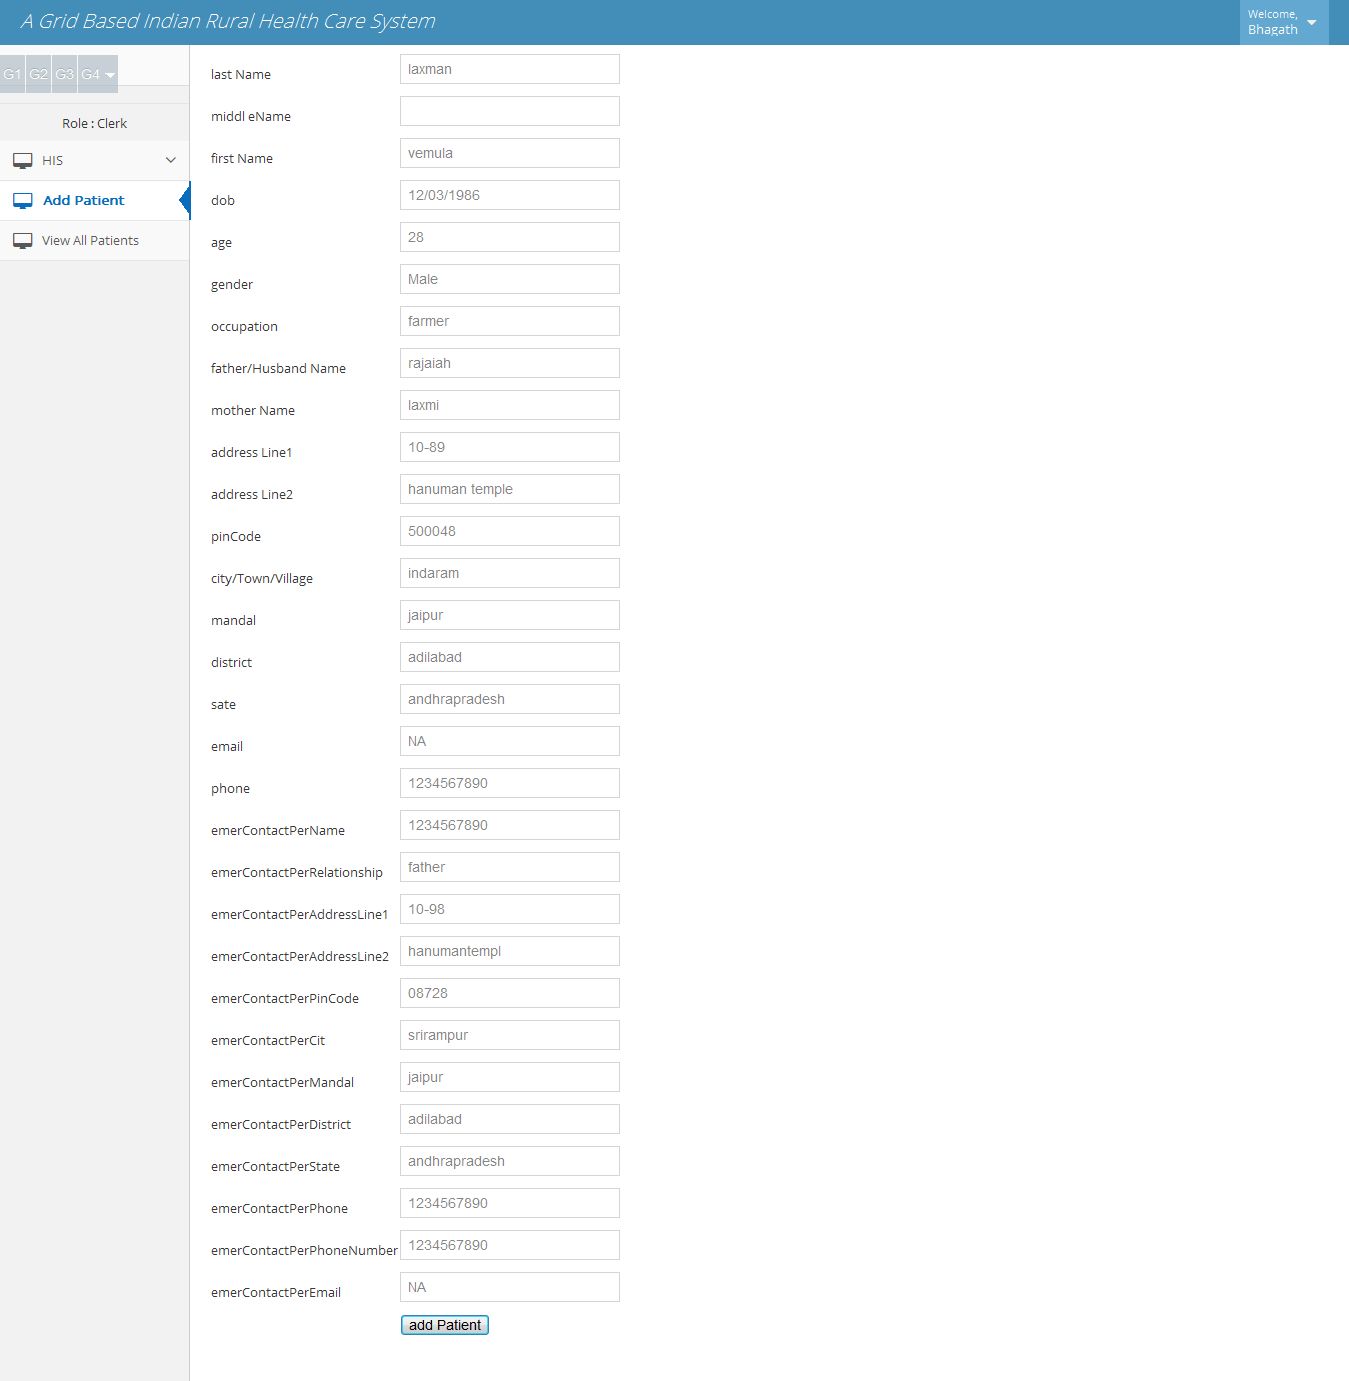 A Grid Based Indian Rural Health Care System
Welcome,
Bhagath
G1 G2 G3 G4
Role : Clerk
HIS
Add Patient
View All Patients
last Name laxman
middl eName
first Name vemula
dob 12/03/1986
age 28
gender Male
occupation farmer
father/Husband Name rajaiah
mother Name laxmi
address Line1 10-89
address Line2 hanuman temple
pinCode 500048
city/Town/Village indaram
mandal jaipur
district adilabad
sate andhrapradesh
email NA
phone 1234567890
emerContactPerName 1234567890
emerContactPerRelationship father
emerContactPerAddressLine1 10-98
emerContactPerAddressLine2 hanumantempl
emerContactPerPinCode 08728
emerContactPerCit srirampur
emerContactPerMandal jaipur
emerContactPerDistrict adilabad
emerContactPerState andhrapradesh
emerContactPerPhone 1234567890
emerContactPerPhoneNumber 1234567890
emerContactPerEmail NA
add Patient